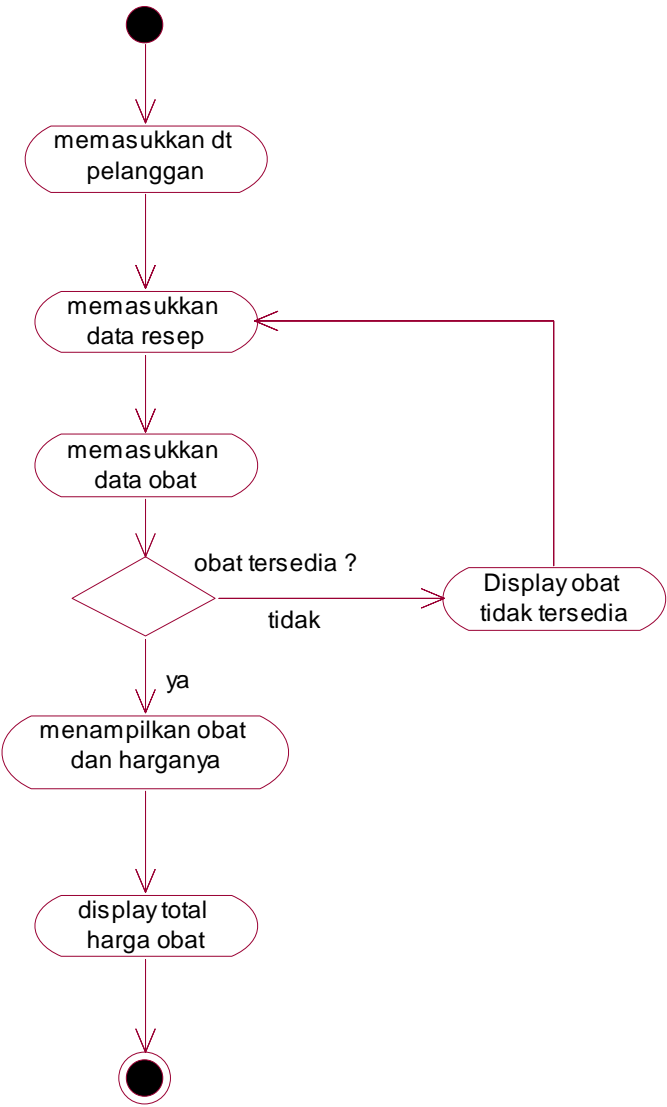 memasukkan dt
pelanggan
memasukkan
data resep
memasukkan
data obat
obat tersedia ?
tidak
Display obat
tidak tersedia
ya
menampilkan obat
dan harganya
display total
harga obat